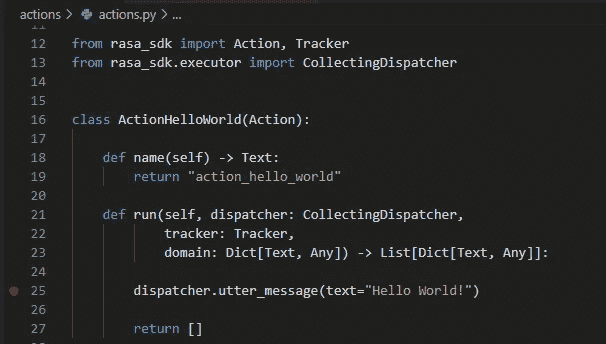 actions > actions.py > ...
11
12 from rasa_sdk import Action, Tracker
13 from rasa_sdk.executor import CollectingDispatcher
14
15
16 class ActionHelloWorld(Action):
17
18     def name(self) -> Text:
19         return "action_hello_world"
20
21     def run(self, dispatcher: CollectingDispatcher,
22             tracker: Tracker,
23             domain: Dict[Text, Any]) -> List[Dict[Text, Any]]:
24
25         dispatcher.utter_message(text="Hello World!")
26
27         return []